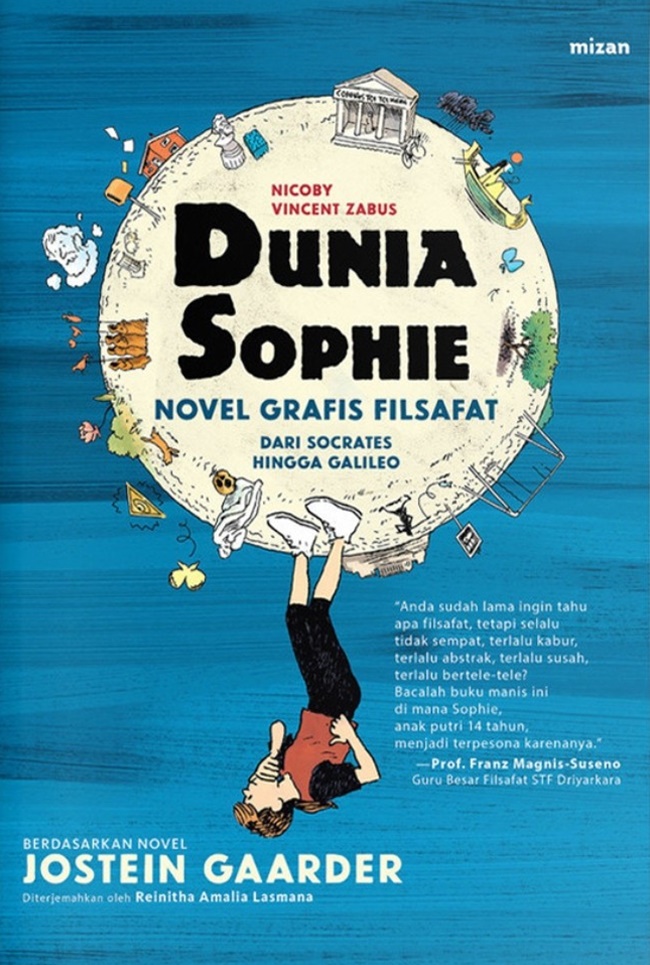 mizan
NICOBY
VINCENT ZABUS
DUNIA
SOPHIE
NOVEL GRAFIS FILSAFAT
DARI SOCRATES
HINGGA GALILEO
“Anda sudah lama ingin tahu
apa filsafat, tetapi selalu
tidak sempat, terlalu kabur,
terlalu abstrak, terlalu susah,
terlalu bertele-tele?
Bacalah buku manis ini
di mana Sophie,
anak putri 14 tahun,
menjadi terpesona karenanya.”
—Prof. Franz Magnis-Suseno
Guru Besar Filsafat STF Driyarkara
BERDASARKAN NOVEL
JOSTEIN GAARDER
Diterjemahkan oleh Reinitha Amalia Lasmana